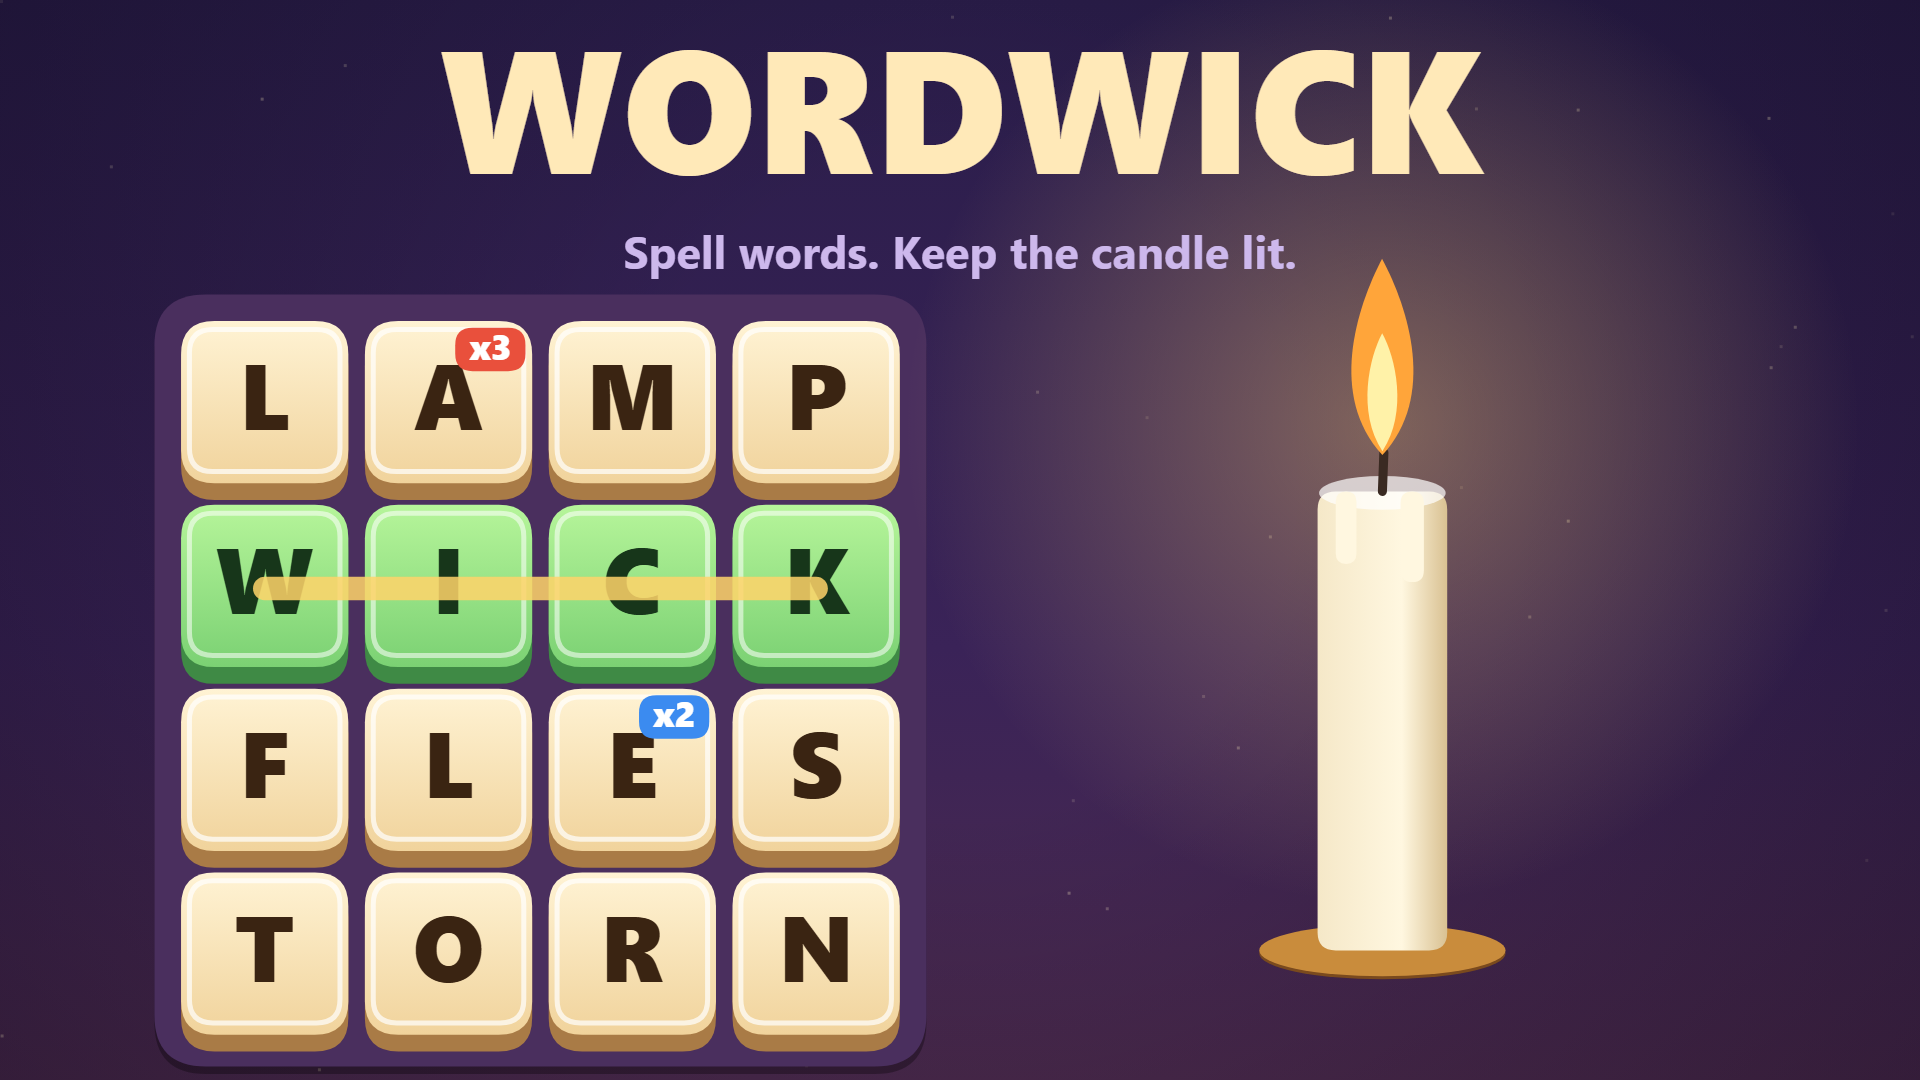 WORDWICK
Spell words. Keep the candle lit.
L A x3 M P
W I C K
F L E x2 S
T O R N